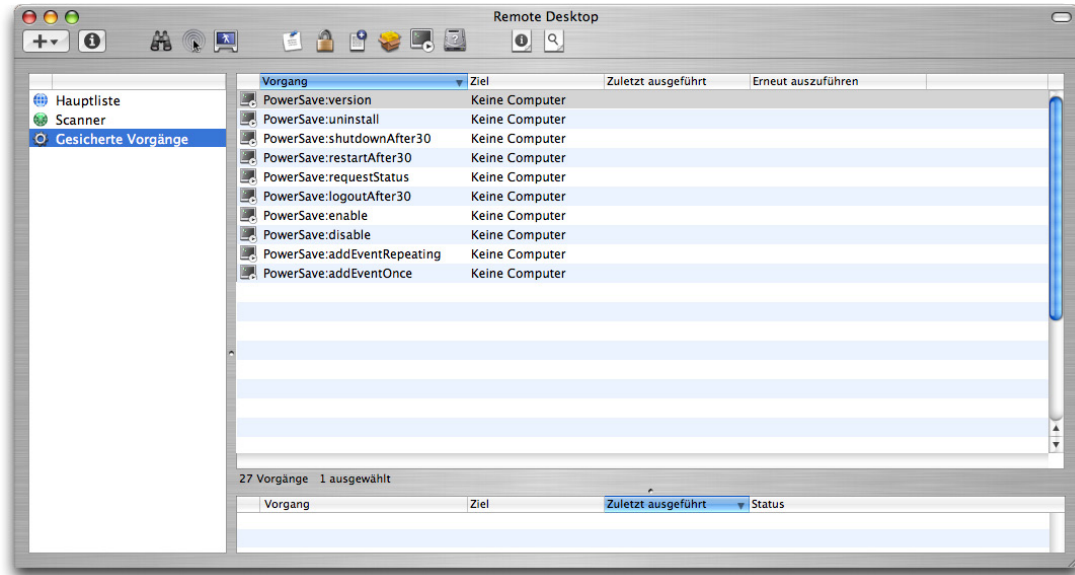 Remote Desktop
Vorgang Ziel Zuletzt ausgeführt Erneut auszuführen
Hauptliste
Scanner
Gesicherte Vorgänge
PowerSave:version Keine Computer
PowerSave:uninstall Keine Computer
PowerSave:shutdownAfter30 Keine Computer
PowerSave:restartAfter30 Keine Computer
PowerSave:requestStatus Keine Computer
PowerSave:logoutAfter30 Keine Computer
PowerSave:enable Keine Computer
PowerSave:disable Keine Computer
PowerSave:addEventRepeating Keine Computer
PowerSave:addEventOnce Keine Computer
27 Vorgänge 1 ausgewählt
Vorgang Ziel Zuletzt ausgeführt Status